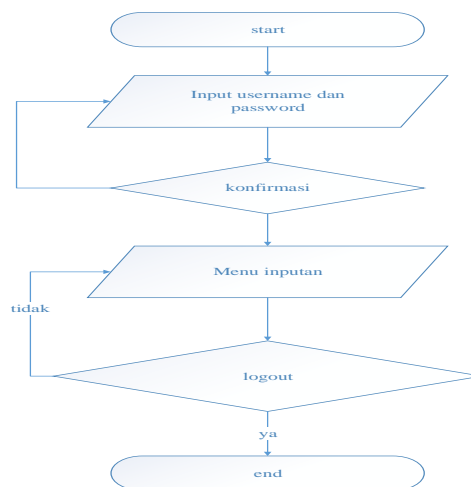 start
Input username dan
password
konfirmasi
Menu inputan
tidak
logout
ya
end